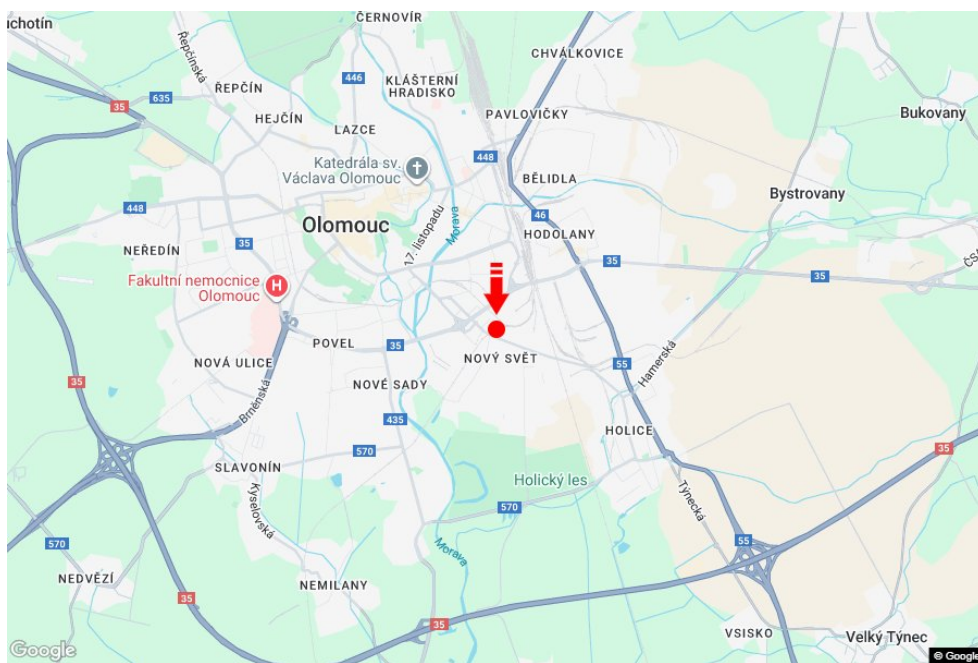 uchotín
ČERNOVÍR
Řepčínská
446
CHVÁLKOVICE
KLÁŠTERNÍ
HRADISKO
ŘEPČÍN
635
35
HEJČÍN
LAZCE
PAVLOVIČKY
Bukovany
Katedrála sv.
Václava Olomouc
448
BĚLIDLA
Bystrovany
448
Olomouc
17. listopadu
Morava
46
HODOLANY
NEŘEDÍN
35
35
35
ČSA
Fakultní nemocnice
Olomouc
H
POVEL
35
NOVÝ SVĚT
NOVÁ ULICE
NOVÉ SADY
55
Hamerská
35
Brněnská
435
HOLICE
570
35
SLAVONÍN
Holický les
Kyselovská
Týnecká
570
570
Morava
55
NEDVĚZÍ
NEMILANY
35
35
VSISKO
Velký Týnec
Google
© Google